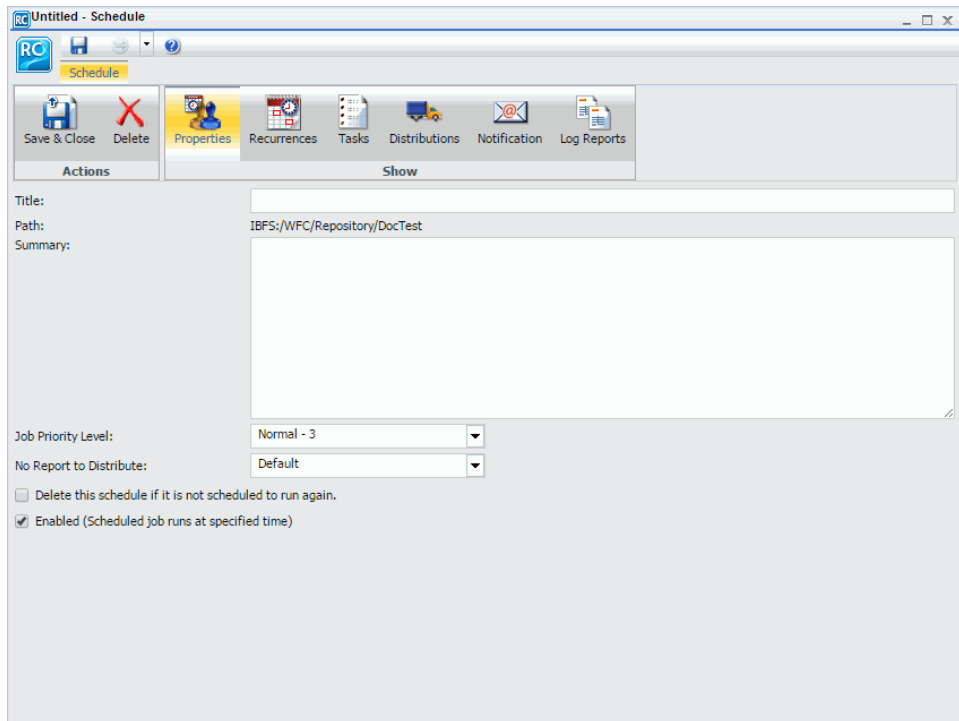 RC Untitled - Schedule
RC
Schedule
Save & Close Delete Properties Recurrences Tasks Distributions Notification Log Reports
Actions Show
Title:
Path: IBFS:/WFC/Repository/DocTest
Summary:
Job Priority Level: Normal - 3
No Report to Distribute: Default
Delete this schedule if it is not scheduled to run again.
Enabled (Scheduled job runs at specified time)